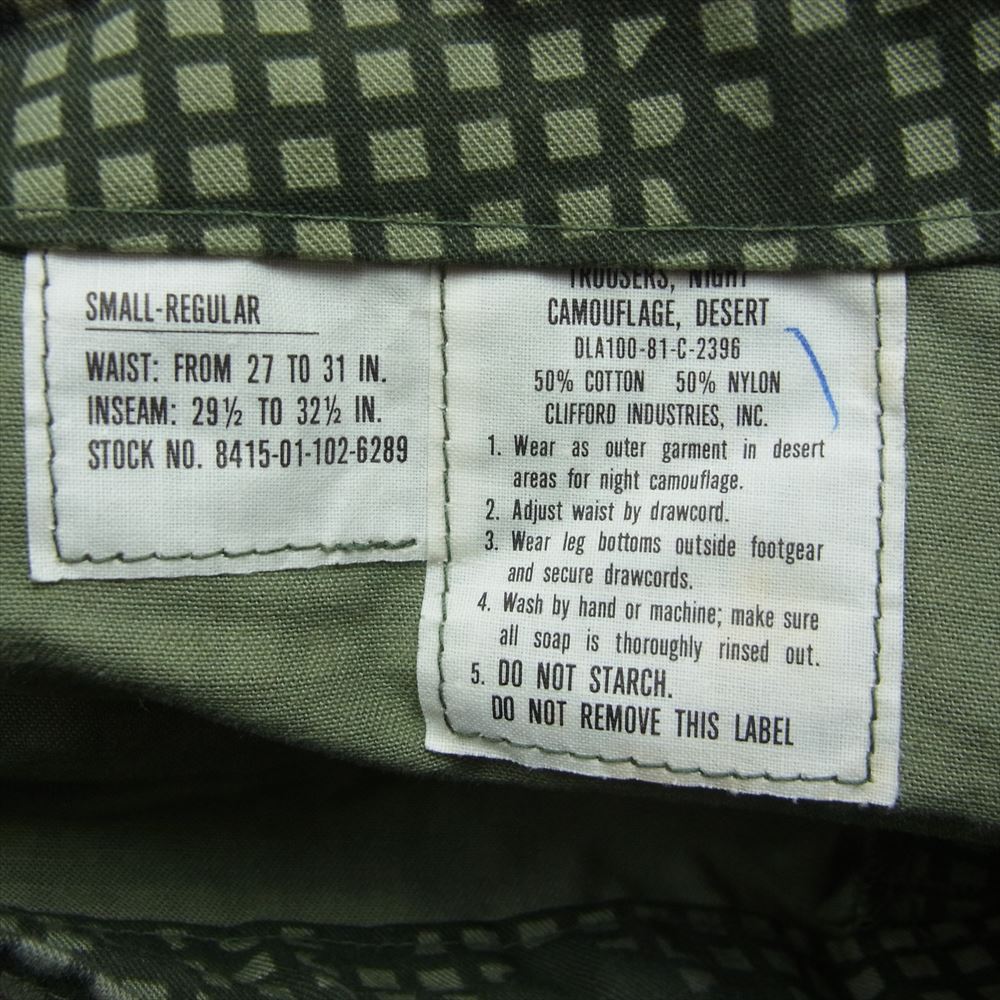 SMALL-REGULAR
WAIST: FROM 27 TO 31 IN.
INSEAM: 29½ TO 32½ IN.
STOCK NO. 8415-01-102-6289
TROUSERS, NIGHT
CAMOUFLAGE, DESERT
DLA100-81-C-2396
50% COTTON 50% NYLON
CLIFFORD INDUSTRIES, INC.
1. Wear as outer garment in desert
areas for night camouflage.
2. Adjust waist by drawcord.
3. Wear leg bottoms outside footgear
and secure drawcords.
4. Wash by hand or machine; make sure
all soap is thoroughly rinsed out.
5. DO NOT STARCH.
DO NOT REMOVE THIS LABEL